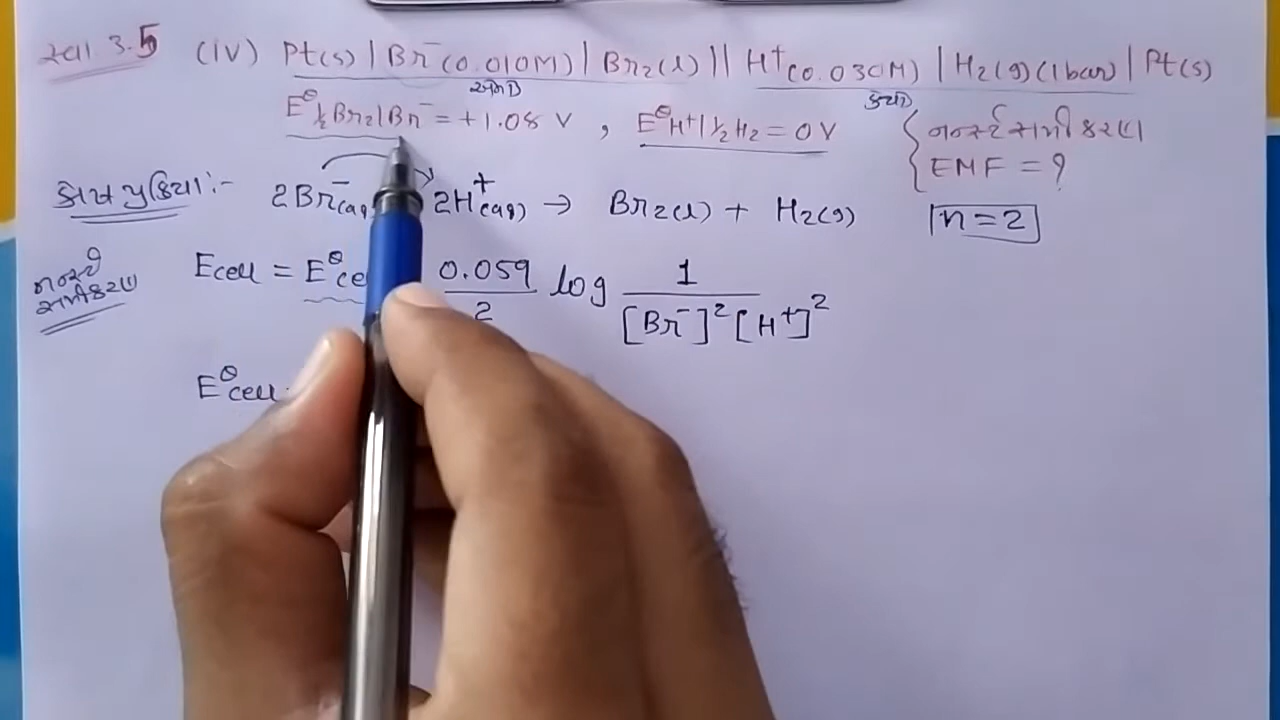 સ્વા. 3.5 (iv) Pt(s) | Br⁻(0.010M) | Br₂(l) || H⁺(0.030M) | H₂(g)(1bar) | Pt(s)
એનોડ કેથોડ
E⊖ ½Br₂|Br⁻ = +1.08 V , E⊖ H⁺|½H₂ = 0 V { નર્ન્સ્ટ સમીકરણ
EMF = ?
કોષ પ્રક્રિયા :- 2Br⁻(aq) 2H⁺(aq) → Br₂(l) + H₂(g) n = 2
નર્ન્સ્ટ સમીકરણ Ecell = E⊖ce 0.059/2 log 1/[Br⁻]²[H⁺]²
E⊖cell